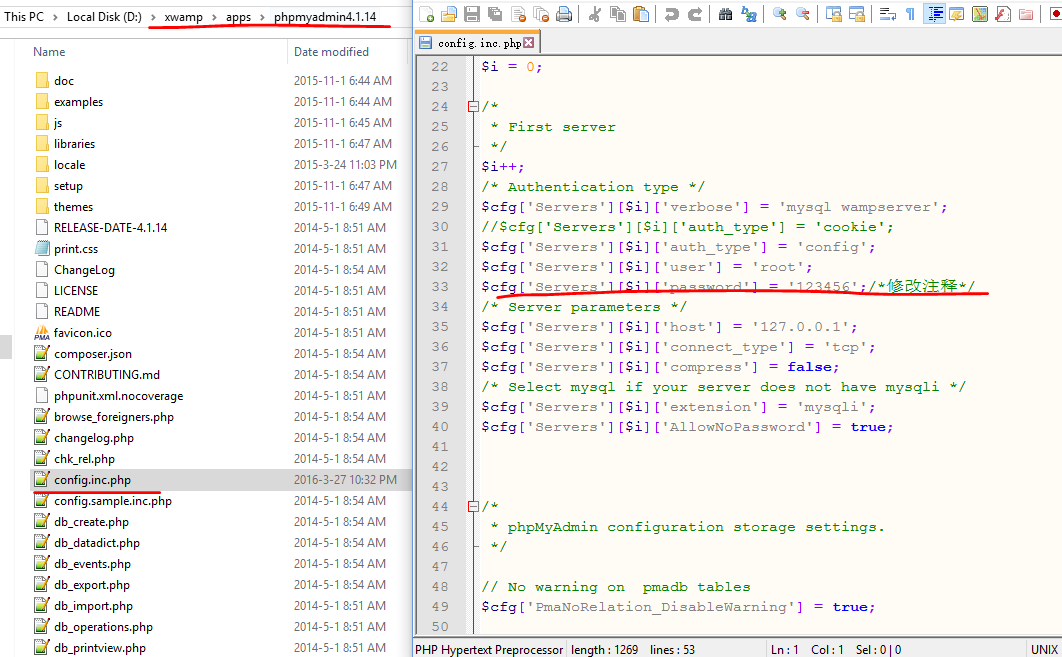 This PC > Local Disk (D:) > xwamp > apps > phpmyadmin4.1.14
Name Date modified
doc 2015-11-1 6:44 AM
examples 2015-11-1 6:44 AM
js 2015-11-1 6:45 AM
libraries 2015-11-1 6:47 AM
locale 2015-3-24 11:03 PM
setup 2015-11-1 6:47 AM
themes 2015-11-1 6:49 AM
RELEASE-DATE-4.1.14 2014-5-1 8:51 AM
print.css 2014-5-1 8:51 AM
ChangeLog 2014-5-1 8:54 AM
LICENSE 2014-5-1 8:51 AM
README 2014-5-1 8:54 AM
PMA favicon.ico 2014-5-1 8:51 AM
composer.json 2014-5-1 8:54 AM
CONTRIBUTING.md 2014-5-1 8:54 AM
phpunit.xml.nocoverage 2014-5-1 8:51 AM
browse_foreigners.php 2014-5-1 8:54 AM
changelog.php 2014-5-1 8:54 AM
chk_rel.php 2014-5-1 8:54 AM
config.inc.php 2016-3-27 10:32 PM
config.sample.inc.php 2014-5-1 8:54 AM
db_create.php 2014-5-1 8:51 AM
db_datadict.php 2014-5-1 8:54 AM
db_events.php 2014-5-1 8:54 AM
db_export.php 2014-5-1 8:54 AM
db_import.php 2014-5-1 8:51 AM
db_operations.php 2014-5-1 8:51 AM
db_printview.php 2014-5-1 8:51 AM
config.inc.php
22 $i = 0;
23
24 /*
25 * First server
26 */
27 $i++;
28 /* Authentication type */
29 $cfg['Servers'][$i]['verbose'] = 'mysql wampserver';
30 //$cfg['Servers'][$i]['auth_type'] = 'cookie';
31 $cfg['Servers'][$i]['auth_type'] = 'config';
32 $cfg['Servers'][$i]['user'] = 'root';
33 $cfg['Servers'][$i]['password'] = '123456';/*修改注释*/
34 /* Server parameters */
35 $cfg['Servers'][$i]['host'] = '127.0.0.1';
36 $cfg['Servers'][$i]['connect_type'] = 'tcp';
37 $cfg['Servers'][$i]['compress'] = false;
38 /* Select mysql if your server does not have mysqli */
39 $cfg['Servers'][$i]['extension'] = 'mysqli';
40 $cfg['Servers'][$i]['AllowNoPassword'] = true;
41
42
43
44 /*
45 * phpMyAdmin configuration storage settings.
46 */
47
48 // No warning on pmadb tables
49 $cfg['PmaNoRelation_DisableWarning'] = true;
50
PHP Hypertext Preprocessor length : 1269 lines : 53 Ln : 1 Col : 1 Sel : 0 | 0 UNIX